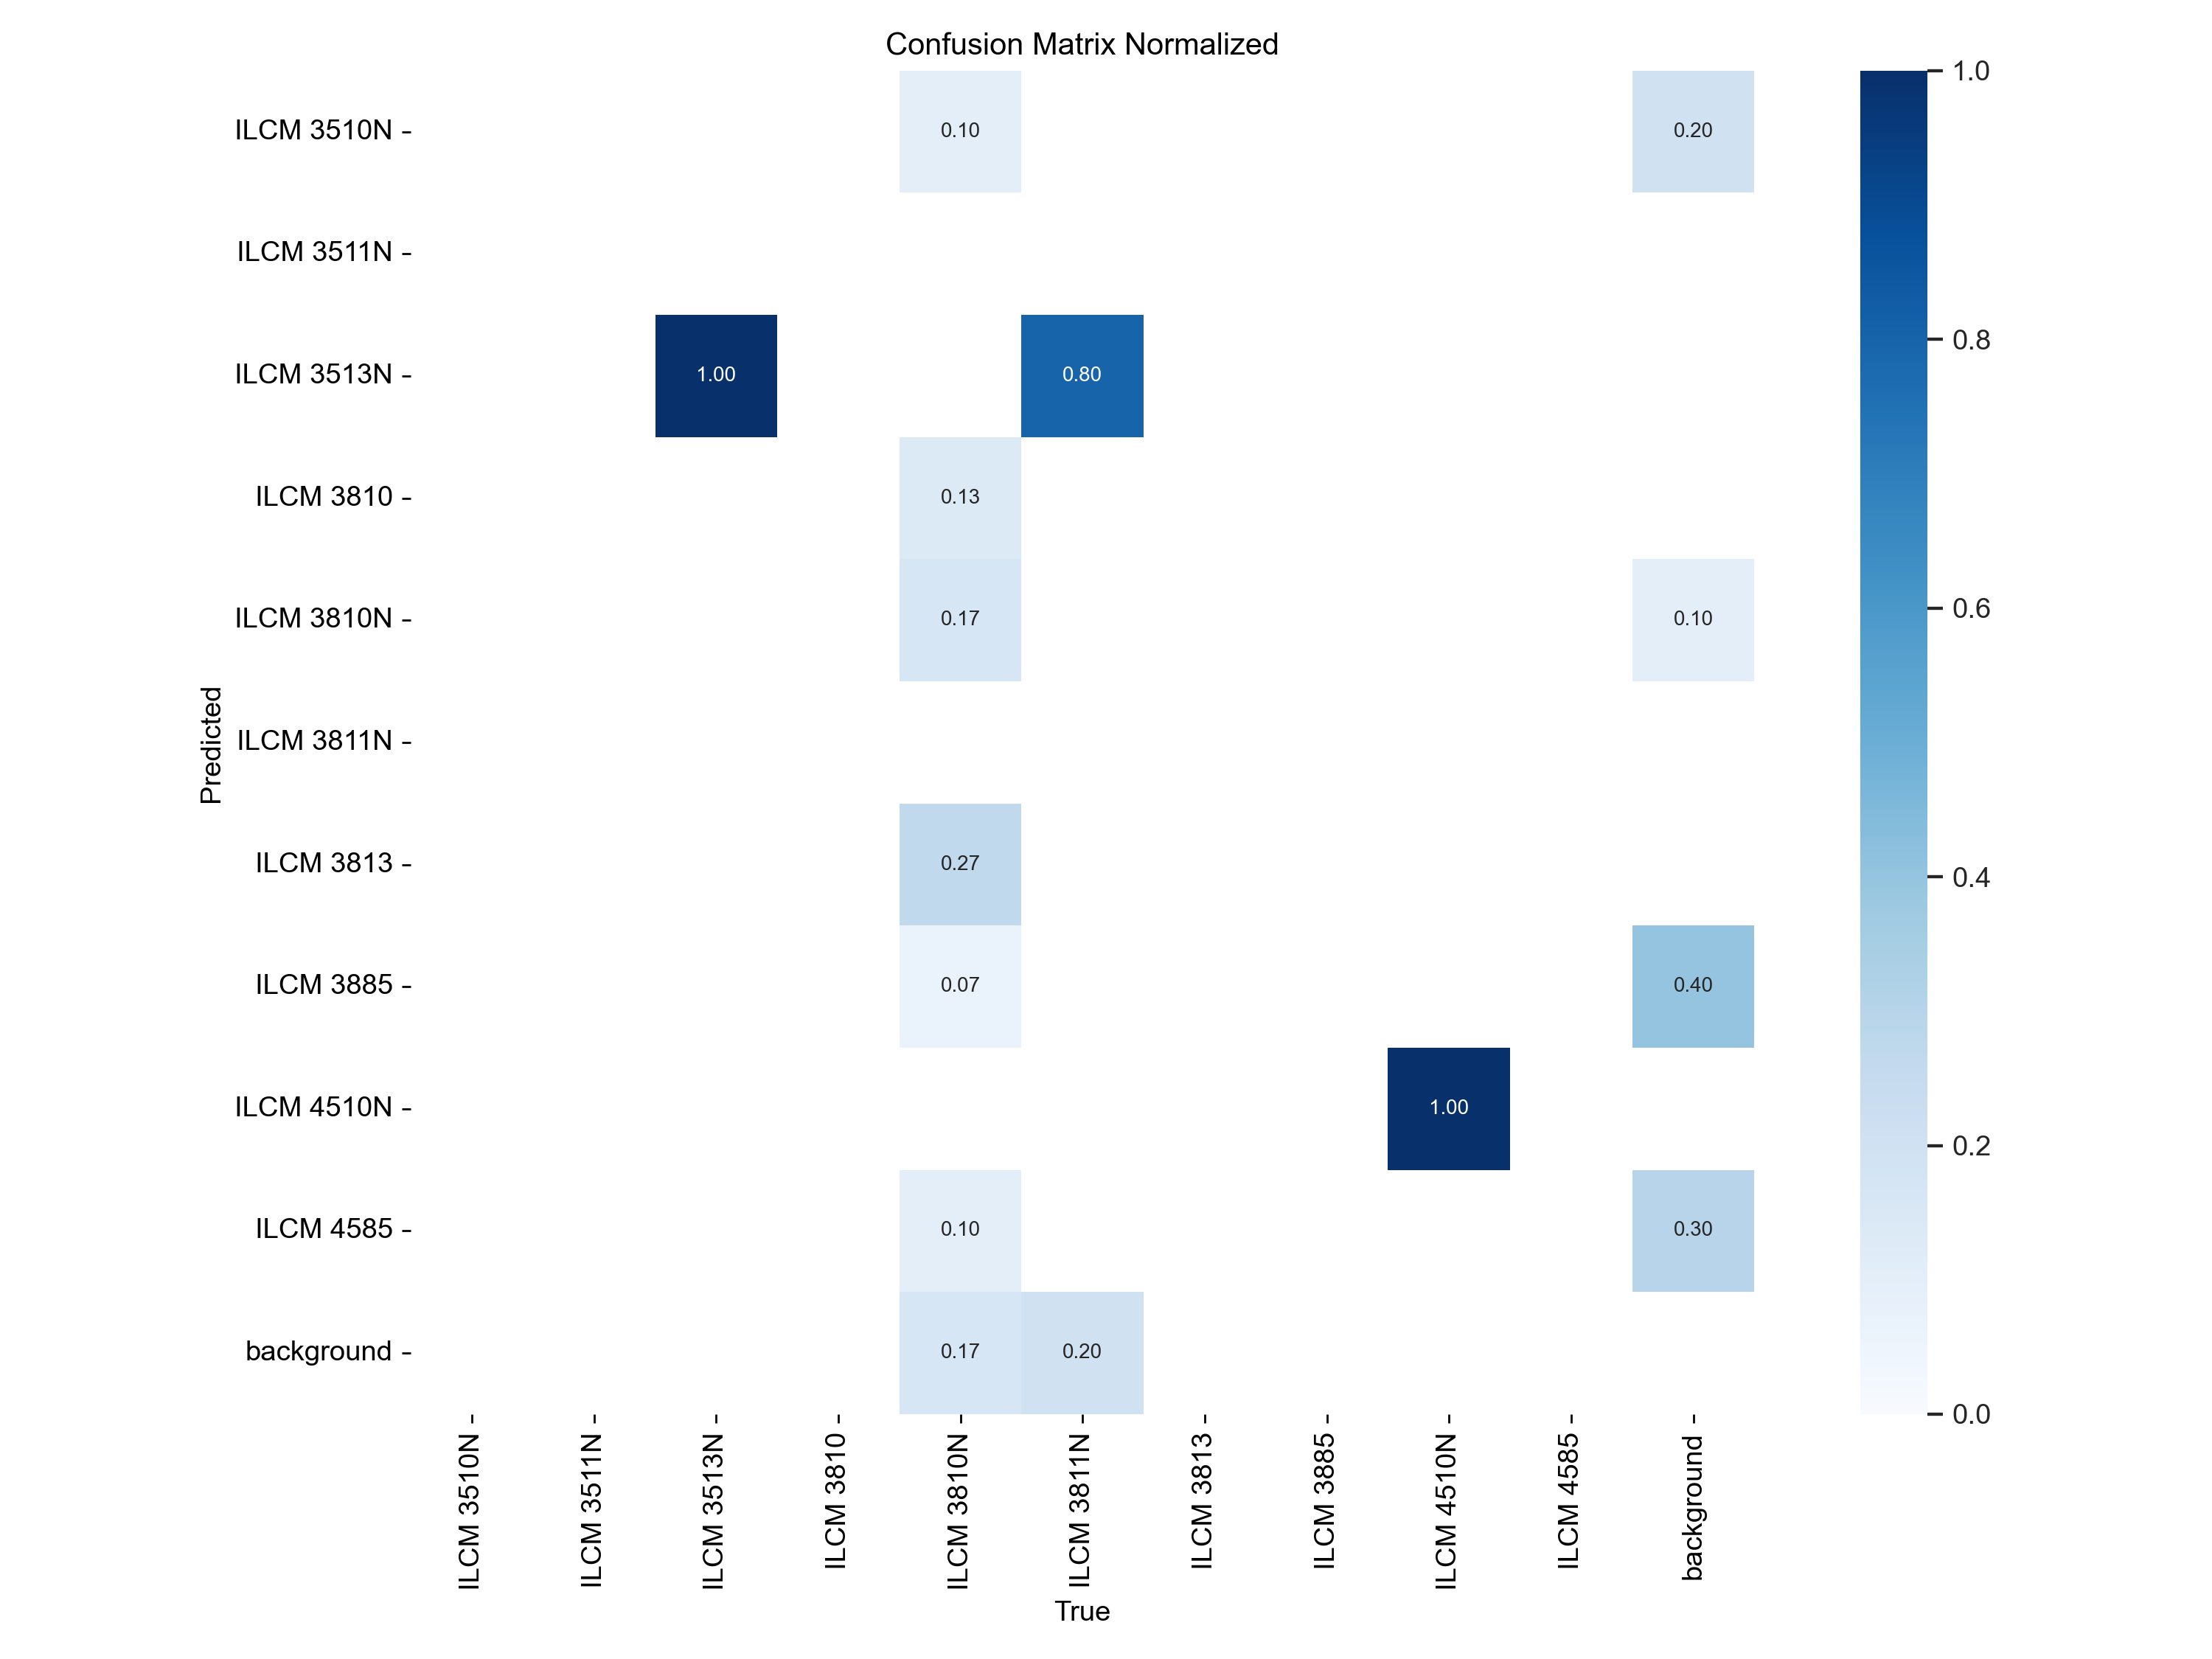 Confusion Matrix Normalized
ILCM 3510N
0.10
0.20
ILCM 3511N
ILCM 3513N
1.00
0.80
ILCM 3810
0.13
ILCM 3810N
0.17
0.10
ILCM 3811N
ILCM 3813
0.27
ILCM 3885
0.07
0.40
ILCM 4510N
1.00
ILCM 4585
0.10
0.30
background
0.17
0.20
Predicted
ILCM 3510N
ILCM 3511N
ILCM 3513N
ILCM 3810
ILCM 3810N
ILCM 3811N
ILCM 3813
ILCM 3885
ILCM 4510N
ILCM 4585
background
True
1.0
0.8
0.6
0.4
0.2
0.0